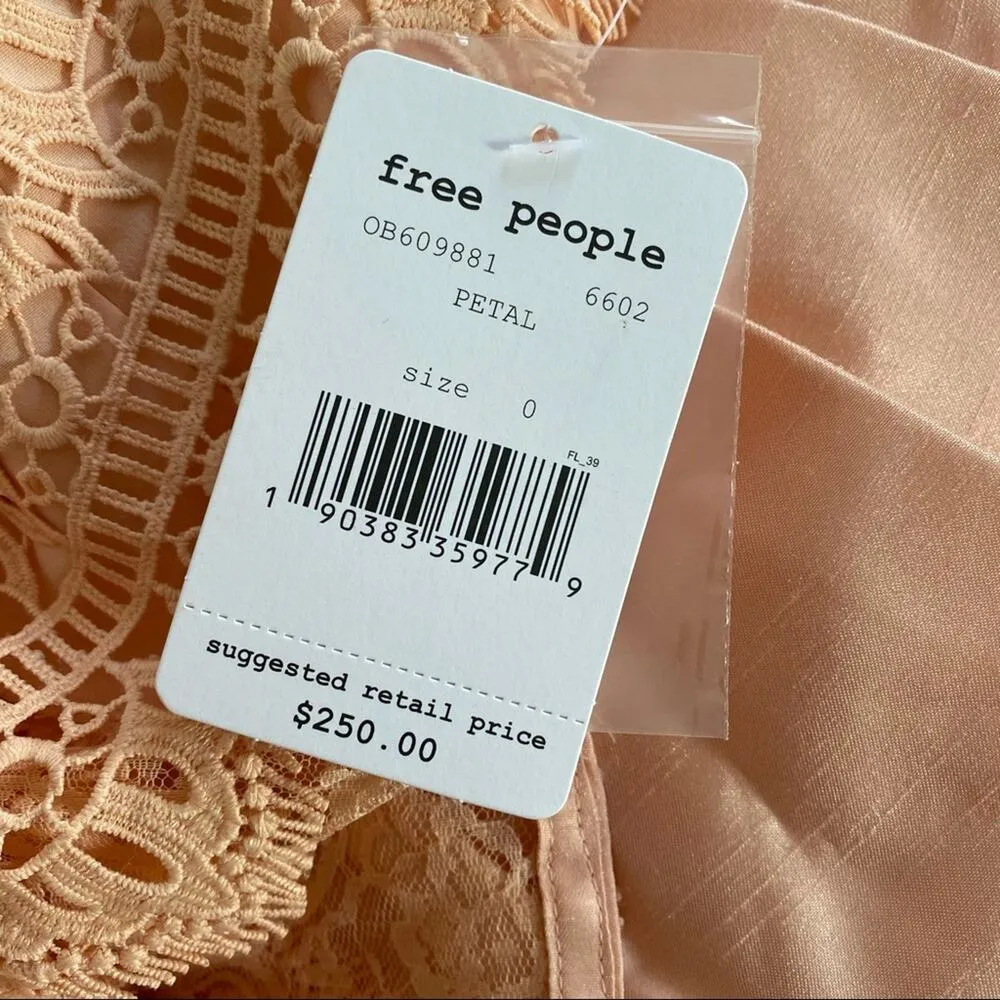 free people
OB609881 6602
PETAL
size 0
FL_39
1 90383 35977 9
suggested retail price
$250.00